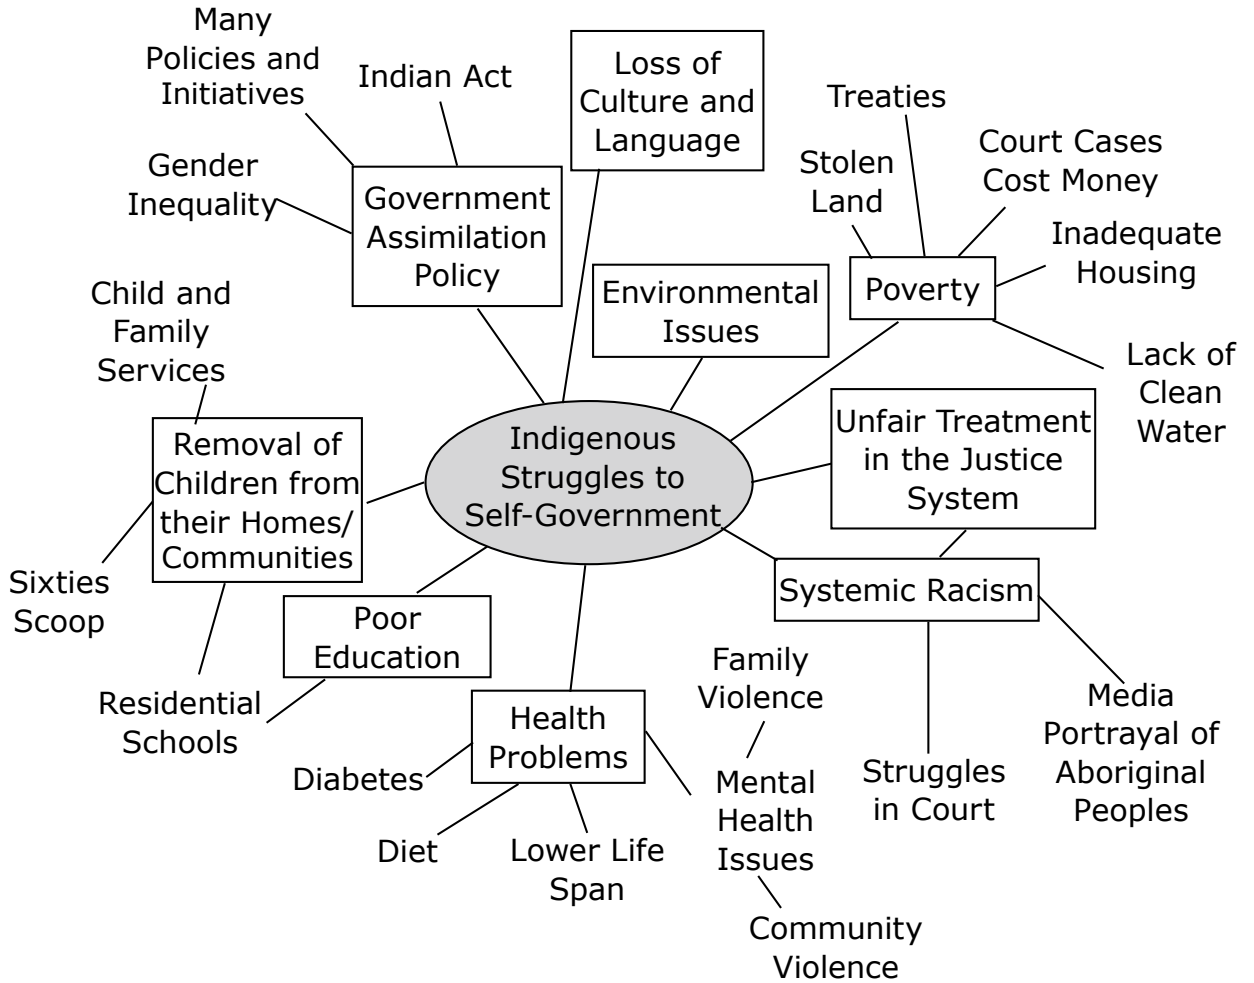 Many
Policies and
Initiatives
Indian Act
Gender
Inequality
Government
Assimilation
Policy
Loss of
Culture and
Language
Environmental
Issues
Treaties
Stolen
Land
Court Cases
Cost Money
Inadequate
Housing
Poverty
Lack of
Clean
Water
Child and
Family
Services
Removal of
Children from
their Homes/
Communities
Indigenous
Struggles to
Self-Government
Unfair Treatment
in the Justice
System
Systemic Racism
Sixties
Scoop
Residential
Schools
Poor
Education
Health
Problems
Diabetes
Diet
Lower Life
Span
Family
Violence
Mental
Health
Issues
Community
Violence
Struggles
in Court
Media
Portrayal of
Aboriginal
Peoples